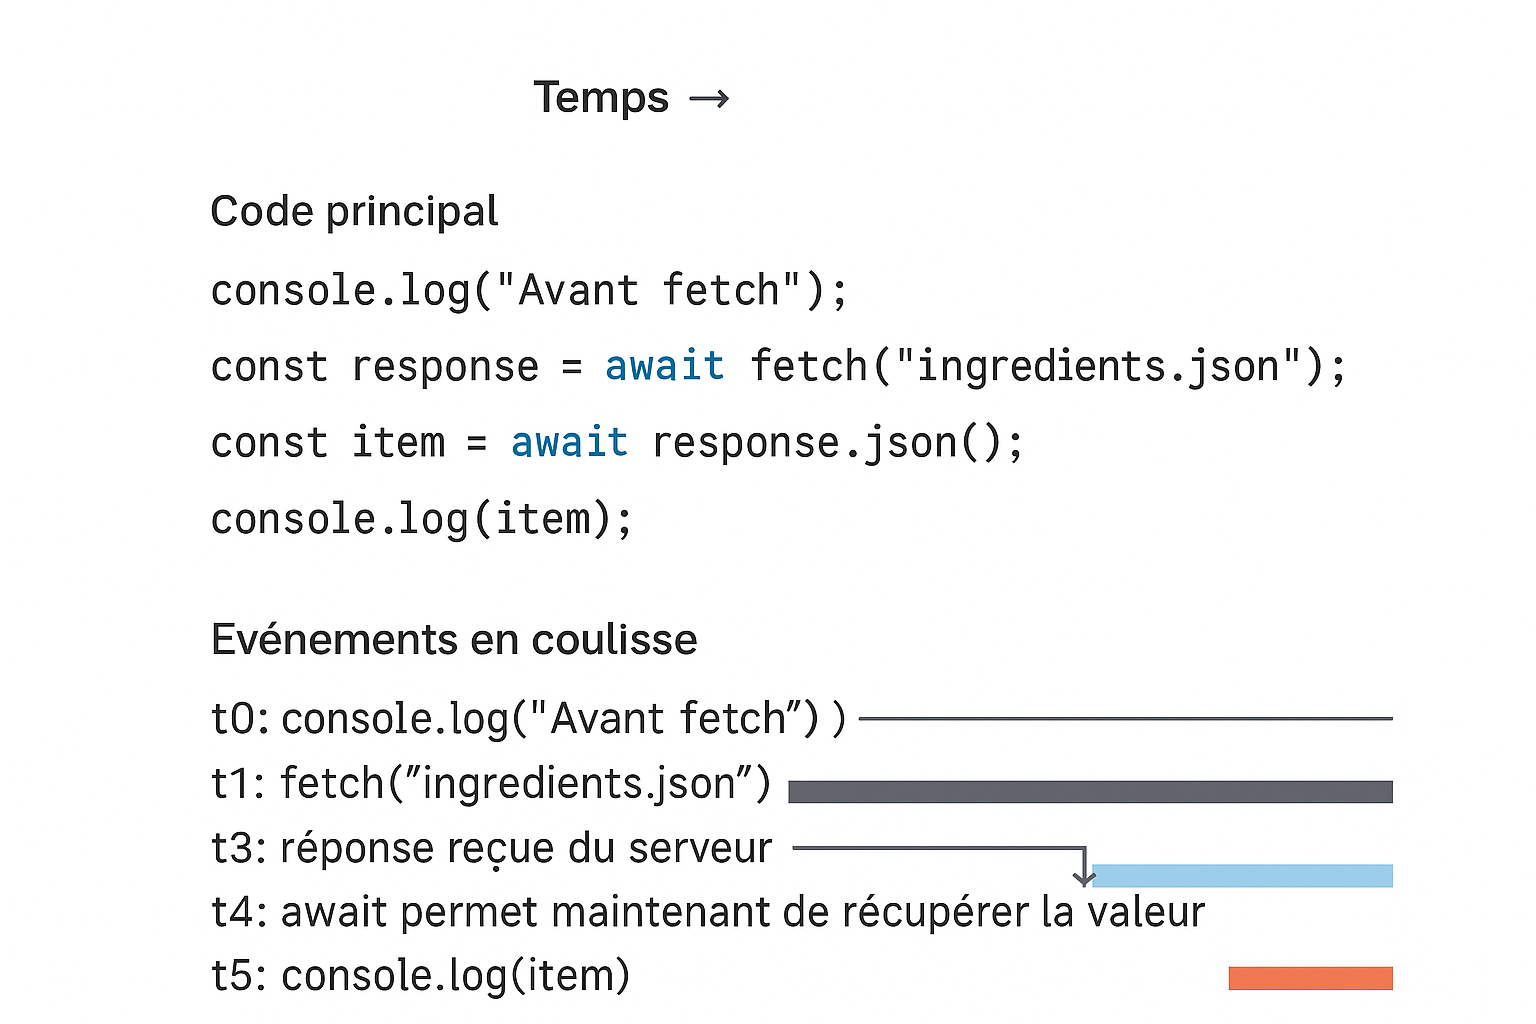 Temps →
Code principal
console.log("Avant fetch");
const response = await fetch("ingredients.json");
const item = await response.json();
console.log(item);
Evénements en coulisse
t0: console.log("Avant fetch”) )
t1: fetch(”ingredients.json”)
t3: réponse reçue du serveur
t4: await permet maintenant de récupérer la valeur
t5: console.log(item)